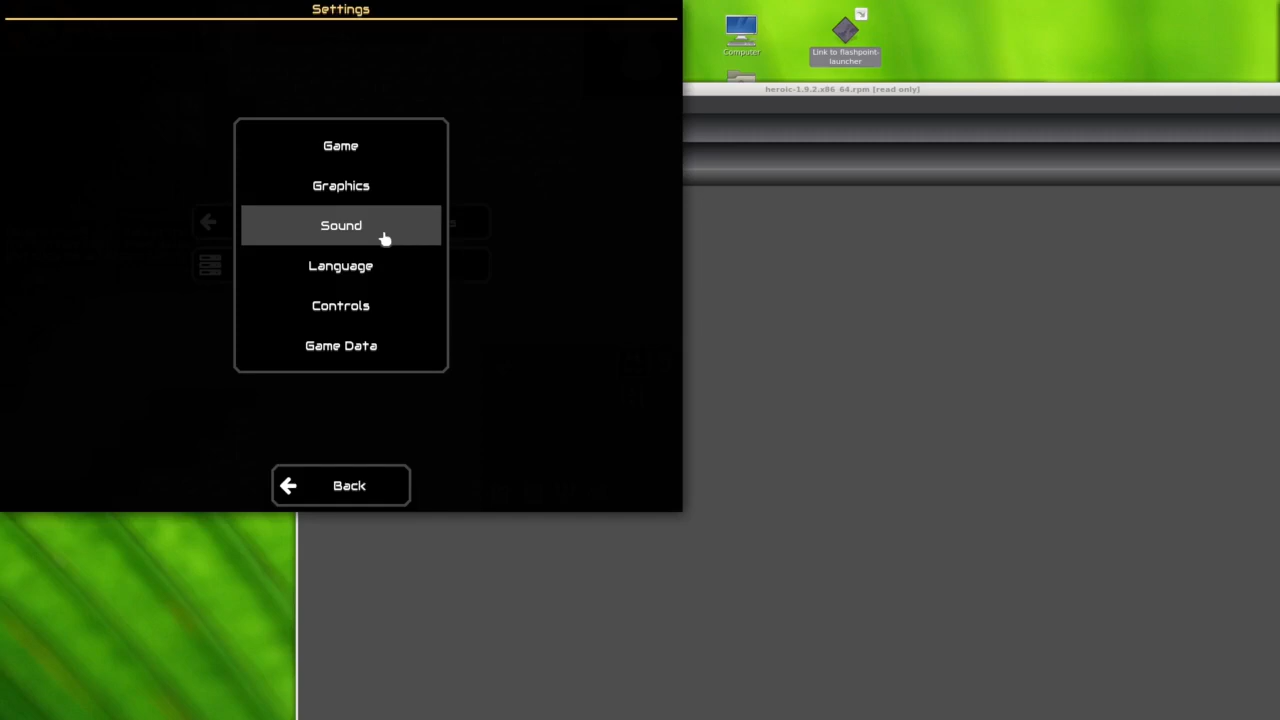 Settings
Game
Graphics
Sound
Language
Controls
Game Data
Back
Computer
Link to flashpoint-
launcher
heroic-1.9.2.x86_64.rpm [read only]